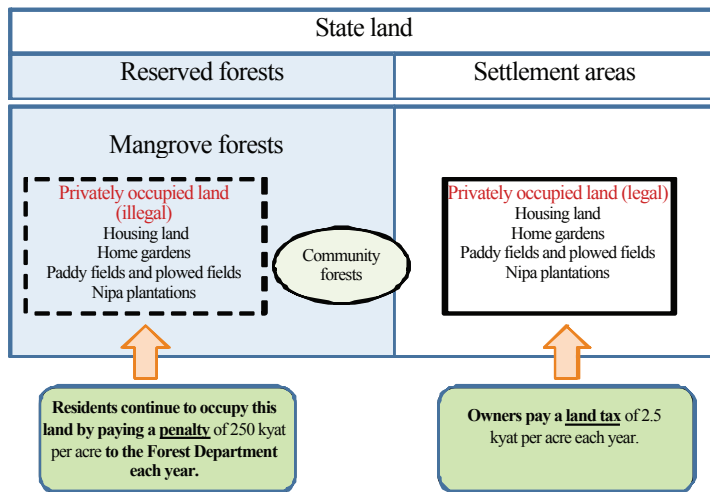 State land
Reserved forests
Settlement areas
Mangrove forests
Privately occupied land
(illegal)
Housing land
Home gardens
Paddy fields and plowed fields
Nipa plantations
Community
forests
Privately occupied land (legal)
Housing land
Home gardens
Paddy fields and plowed fields
Nipa plantations
Residents continue to occupy this
land by paying a penalty of 250 kyat
per acre to the Forest Department
each year.
Owners pay a land tax of 2.5
kyat per acre each year.